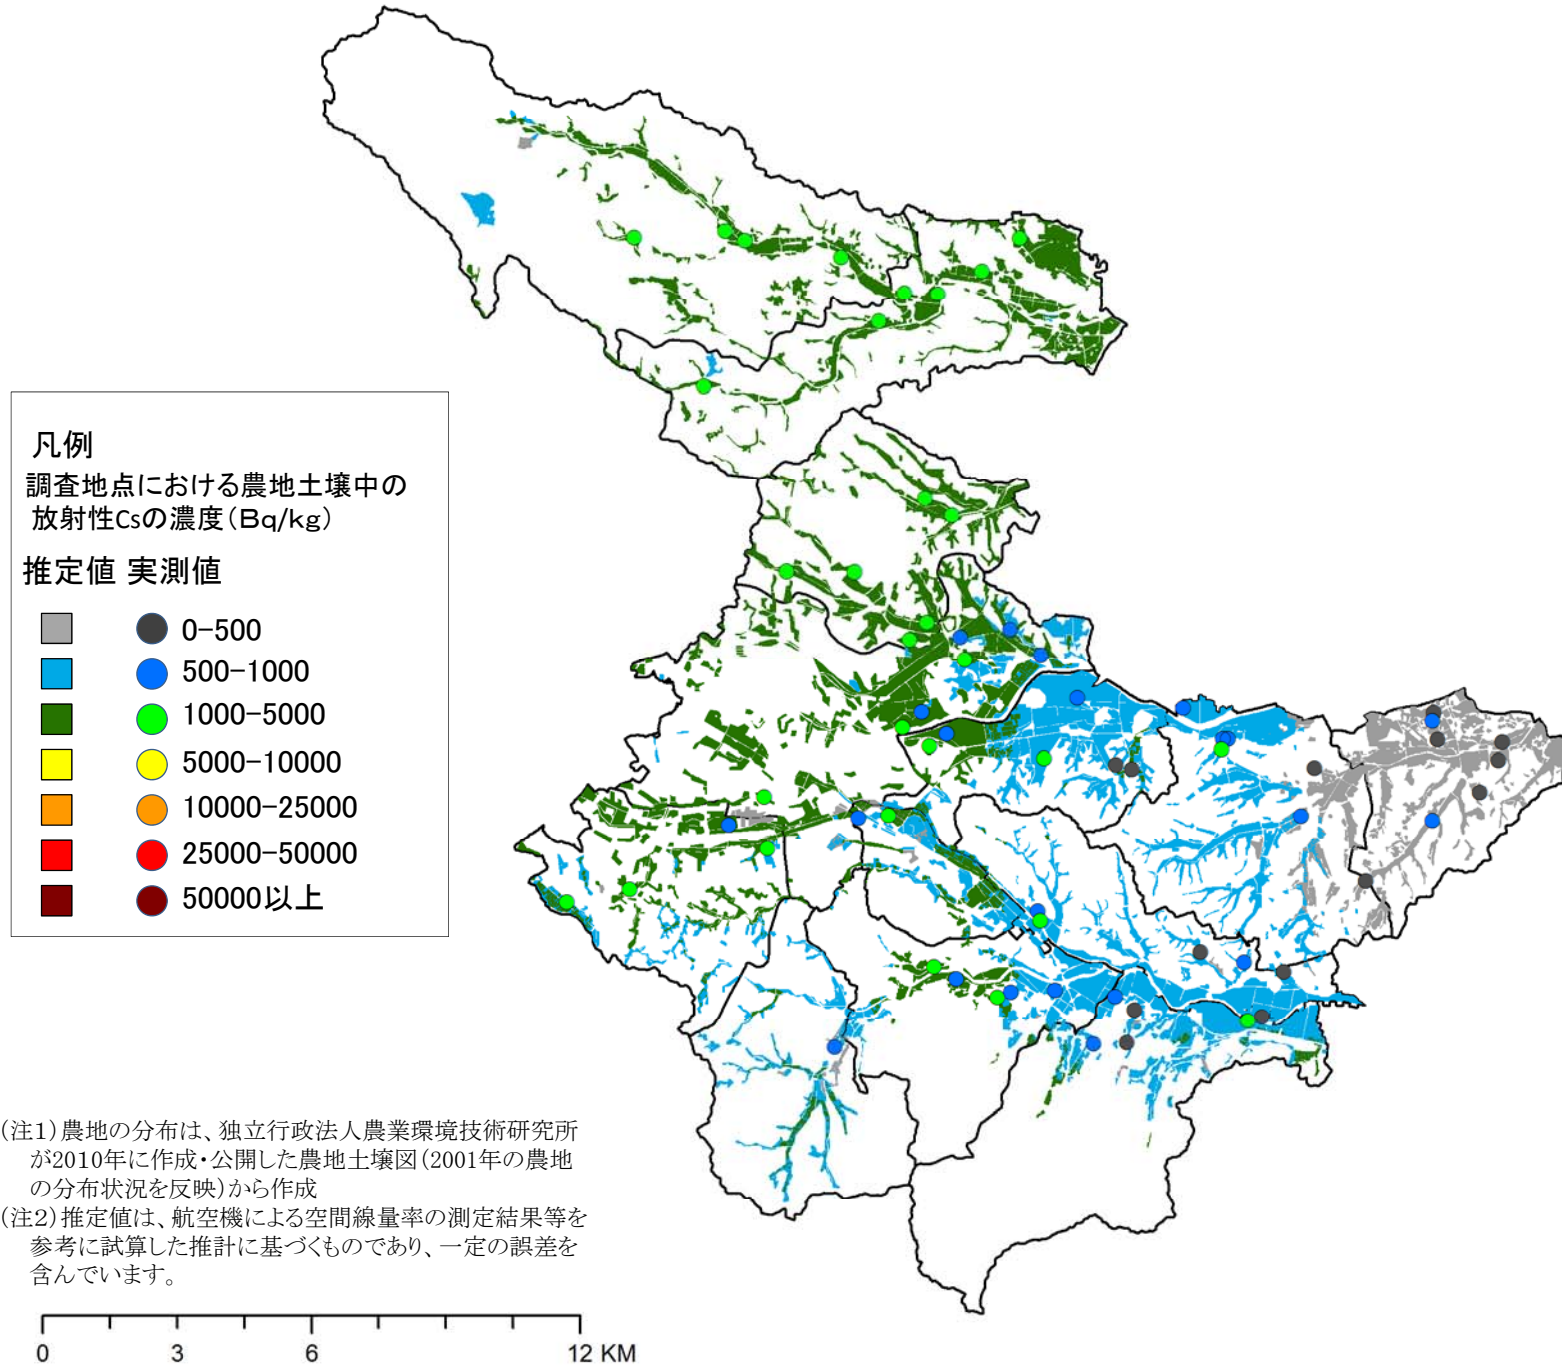 凡例
調査地点における農地土壌中の
放射性Csの濃度(Bq/kg)
推定値 実測値
0-500
500-1000
1000-5000
5000-10000
10000-25000
25000-50000
50000以上
(注1)農地の分布は、独立行政法人農業環境技術研究所
が2010年に作成・公開した農地土壌図(2001年の農地
の分布状況を反映)から作成
(注2)推定値は、航空機による空間線量率の測定結果等を
参考に試算した推計に基づくものであり、一定の誤差を
含んでいます。
0 3 6 12 KM